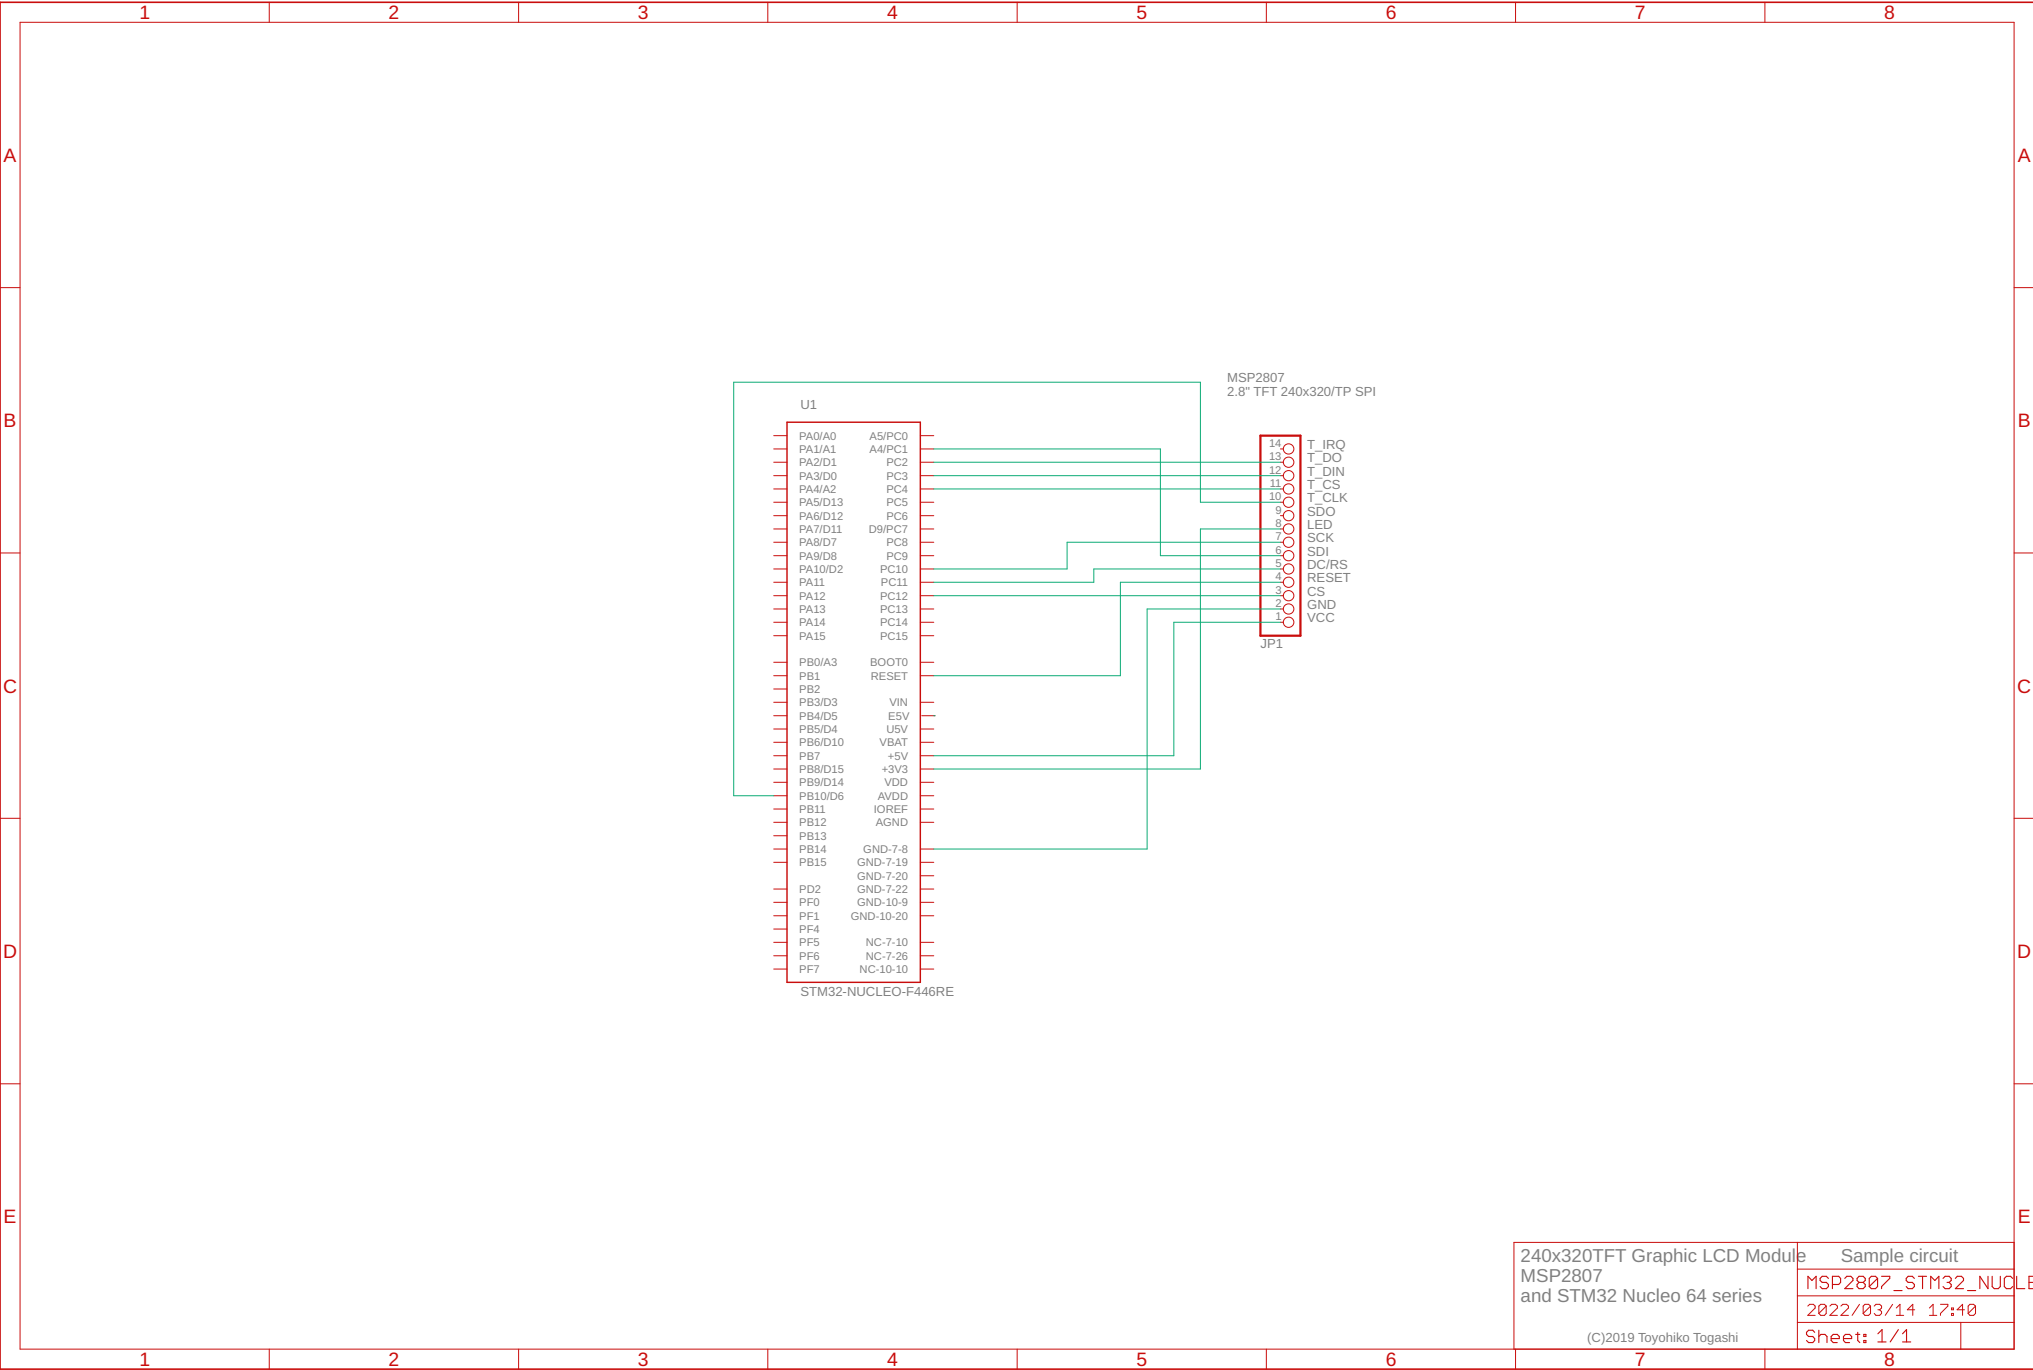 1 2 3 4 5 6 7 8
A A
B B
C C
D D
E E
MSP2807
2.8" TFT 240x320/TP SPI
U1
PA0/A0 A5/PC0
PA1/A1 A4/PC1
PA2/D1 PC2
PA3/D0 PC3
PA4/A2 PC4
PA5/D13 PC5
PA6/D12 PC6
PA7/D11 D9/PC7
PA8/D7 PC8
PA9/D8 PC9
PA10/D2 PC10
PA11 PC11
PA12 PC12
PA13 PC13
PA14 PC14
PA15 PC15
PB0/A3 BOOT0
PB1 RESET
PB2
PB3/D3 VIN
PB4/D5 E5V
PB5/D4 U5V
PB6/D10 VBAT
PB7 +5V
PB8/D15 +3V3
PB9/D14 VDD
PB10/D6 AVDD
PB11 IOREF
PB12 AGND
PB13
PB14 GND-7-8
PB15 GND-7-19
GND-7-20
PD2 GND-7-22
PF0 GND-10-9
PF1 GND-10-20
PF4
PF5 NC-7-10
PF6 NC-7-26
PF7 NC-10-10
STM32-NUCLEO-F446RE
14 T_IRQ
13 T_DO
12 T_DIN
11 T_CS
10 T_CLK
9 SDO
8 LED
7 SCK
6 SDI
5 DC/RS
4 RESET
3 CS
2 GND
1 VCC
JP1
240x320TFT Graphic LCD Module
MSP2807
and STM32 Nucleo 64 series
(C)2019 Toyohiko Togashi
Sample circuit
MSP2807_STM32_NUCLE
2022/03/14 17:40
Sheet: 1/1
1 2 3 4 5 6 7 8